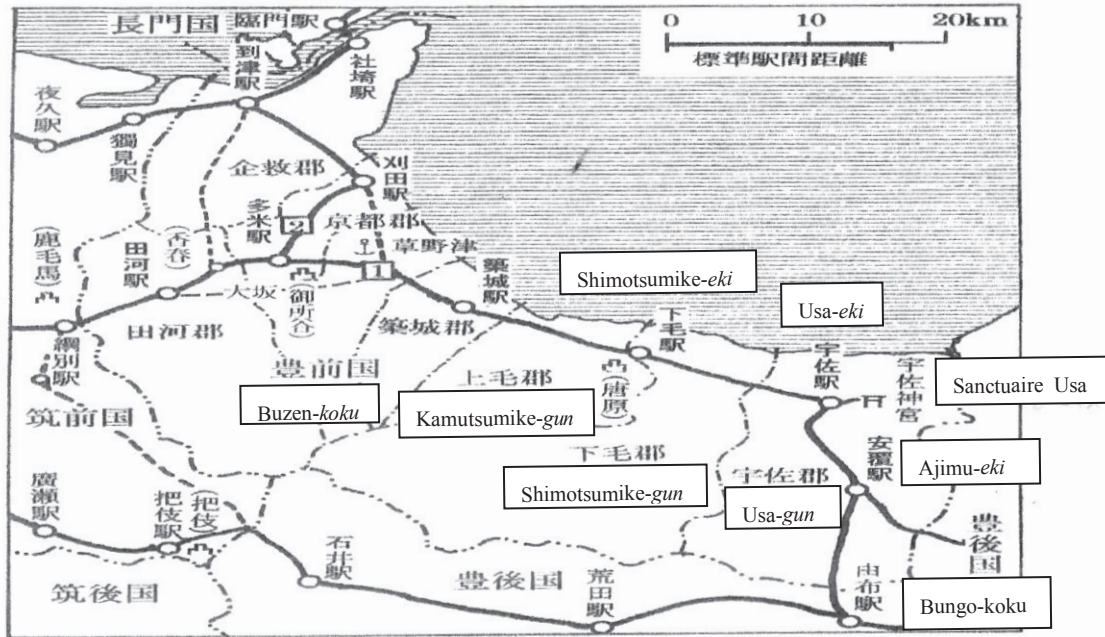 長門国
臨門駅
0 10 20km
標準駅間距離
到津駅
社埼駅
夜久駅
獨見駅
企救郡
刈田駅
多米駅
2
京都郡
(香春)
草野津
(鹿毛馬)
田河駅
1
築城駅
Shimotsumike-eki
大坂
(御所谷)
Usa-eki
下毛駅
田河郡
築城郡
宇佐駅
宇佐神宮
綱別駅
豊前国
上毛郡
(唐原)
Sanctuaire Usa
筑前国
Buzen-koku
Kamutsumike-gun
下毛郡
安覆駅
Ajimu-eki
宇佐郡
Shimotsumike-gun
Usa-gun
廣瀬駅
把伎駅
(把伎)
豊後国
石井駅
豊後国
荒田駅
由布駅
筑後国
Bungo-koku